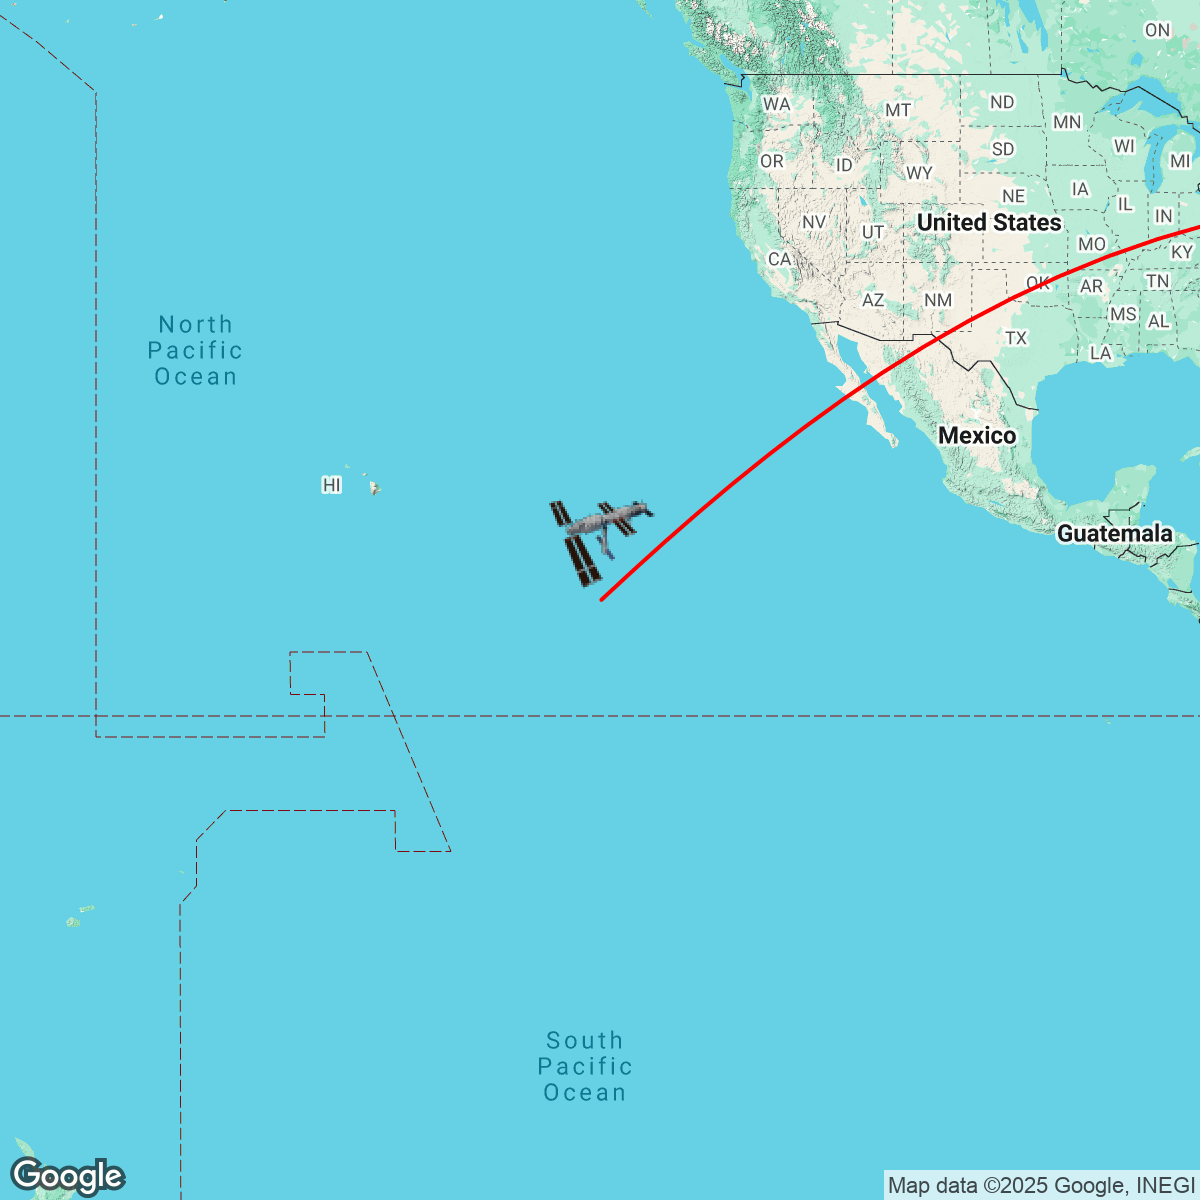 ON
WA
MT
ND
MN
OR
ID
SD
WI
MI
WY
NE
IA
IL
IN
NV
UT
United States
MO
KY
CA
OK
AR
TN
AZ
NM
MS
AL
TX
LA
North
Pacific
Ocean
Mexico
HI
Guatemala
South
Pacific
Ocean
Google
Map data ©2025 Google, INEGI